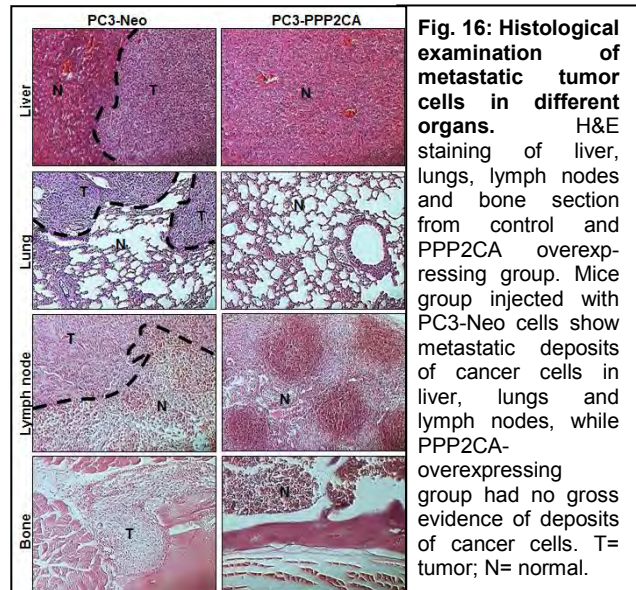 PC3-Neo PC3-PPP2CA
Liver
N
T
N
Lung
T
T
N
N
Lymph node
T
N
N
Bone
T
N
Fig. 16: Histological
examination of
metastatic tumor
cells in different
organs. H&E
staining of liver,
lungs, lymph nodes
and bone section
from control and
PPP2CA overexp-
ressing group. Mice
group injected with
PC3-Neo cells show
metastatic deposits
of cancer cells in
liver, lungs and
lymph nodes, while
PPP2CA-
overexpressing
group had no gross
evidence of deposits
of cancer cells. T=
tumor; N= normal.